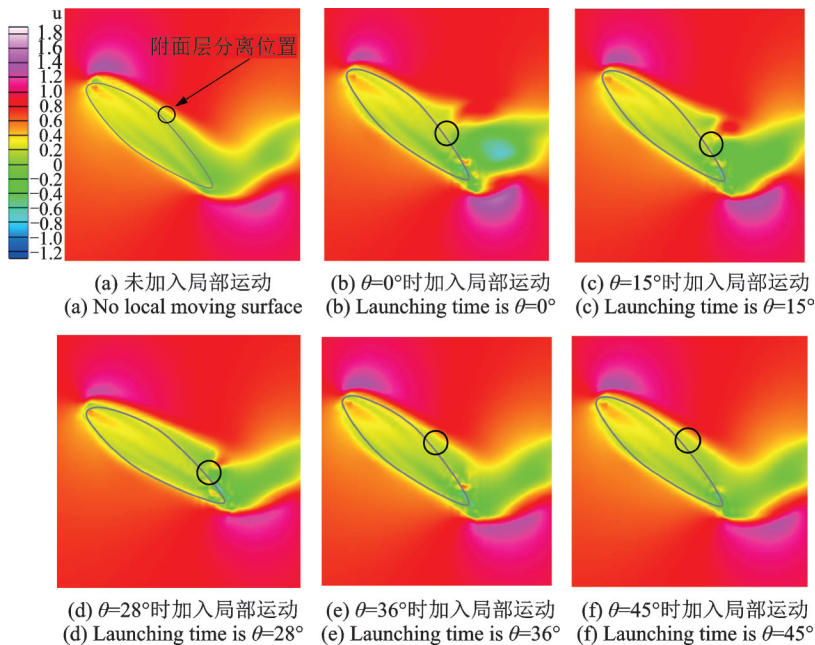 u
1.8
1.6
1.4
1.2
1.0
0.8
0.6
0.4
0.2
0
−0.2
−0.4
−0.6
−0.8
−1.0
−1.2
附面层分离位置
(a) 未加入局部运动
(a) No local moving surface
(b) θ=0°时加入局部运动
(b) Launching time is θ=0°
(c) θ=15°时加入局部运动
(c) Launching time is θ=15°
(d) θ=28°时加入局部运动
(d) Launching time is θ=28°
(e) θ=36°时加入局部运动
(e) Launching time is θ=36°
(f) θ=45°时加入局部运动
(f) Launching time is θ=45°